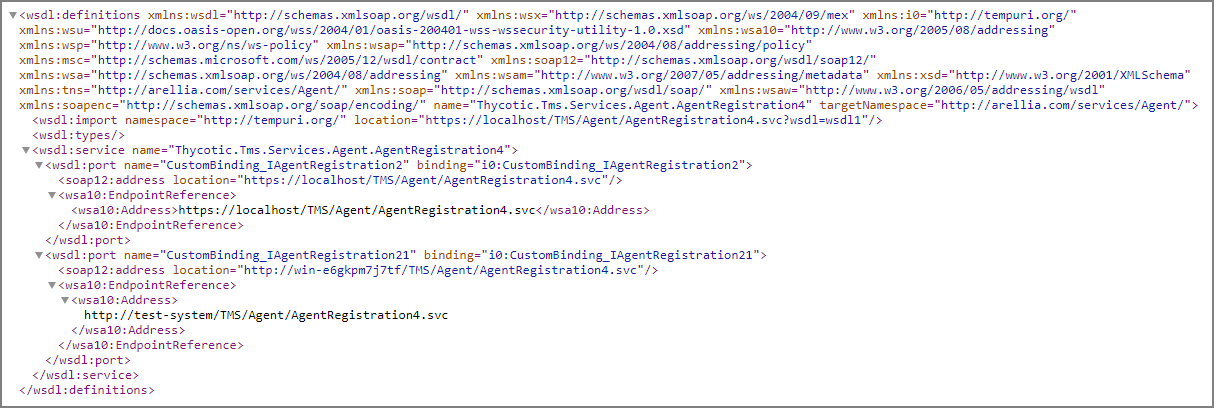 ▼<wsdl:definitions xmlns:wsdl="http://schemas.xmlsoap.org/wsdl/" xmlns:wsx="http://schemas.xmlsoap.org/ws/2004/09/mex" xmlns:i0="http://tempuri.org/"
xmlns:wsu="http://docs.oasis-open.org/wss/2004/01/oasis-200401-wss-wssecurity-utility-1.0.xsd" xmlns:wsa10="http://www.w3.org/2005/08/addressing"
xmlns:wsp="http://www.w3.org/ns/ws-policy" xmlns:wsap="http://schemas.xmlsoap.org/ws/2004/08/addressing/policy"
xmlns:msc="http://schemas.microsoft.com/ws/2005/12/wsdl/contract" xmlns:soap12="http://schemas.xmlsoap.org/wsdl/soap12/"
xmlns:wsa="http://schemas.xmlsoap.org/ws/2004/08/addressing" xmlns:wsam="http://www.w3.org/2007/05/addressing/metadata" xmlns:xsd="http://www.w3.org/2001/XMLSchema"
xmlns:tns="http://arellia.com/services/Agent/" xmlns:soap="http://schemas.xmlsoap.org/wsdl/soap/" xmlns:wsaw="http://www.w3.org/2006/05/addressing/wsdl"
xmlns:soapenc="http://schemas.xmlsoap.org/soap/encoding/" name="Thycotic.Tms.Services.Agent.AgentRegistration4" targetNamespace="http://arellia.com/services/Agent/">
<wsdl:import namespace="http://tempuri.org/" location="https://localhost/TMS/Agent/AgentRegistration4.svc?wsdl=wsdl1"/>
<wsdl:types/>
▼<wsdl:service name="Thycotic.Tms.Services.Agent.AgentRegistration4">
▼<wsdl:port name="CustomBinding_IAgentRegistration2" binding="i0:CustomBinding_IAgentRegistration2">
<soap12:address location="https://localhost/TMS/Agent/AgentRegistration4.svc"/>
▼<wsa10:EndpointReference>
<wsa10:Address>https://localhost/TMS/Agent/AgentRegistration4.svc</wsa10:Address>
</wsa10:EndpointReference>
</wsdl:port>
▼<wsdl:port name="CustomBinding_IAgentRegistration21" binding="i0:CustomBinding_IAgentRegistration21">
<soap12:address location="http://win-e6gkpm7j7tf/TMS/Agent/AgentRegistration4.svc"/>
▼<wsa10:EndpointReference>
▼<wsa10:Address>
http://test-system/TMS/Agent/AgentRegistration4.svc
</wsa10:Address>
</wsa10:EndpointReference>
</wsdl:port>
</wsdl:service>
</wsdl:definitions>